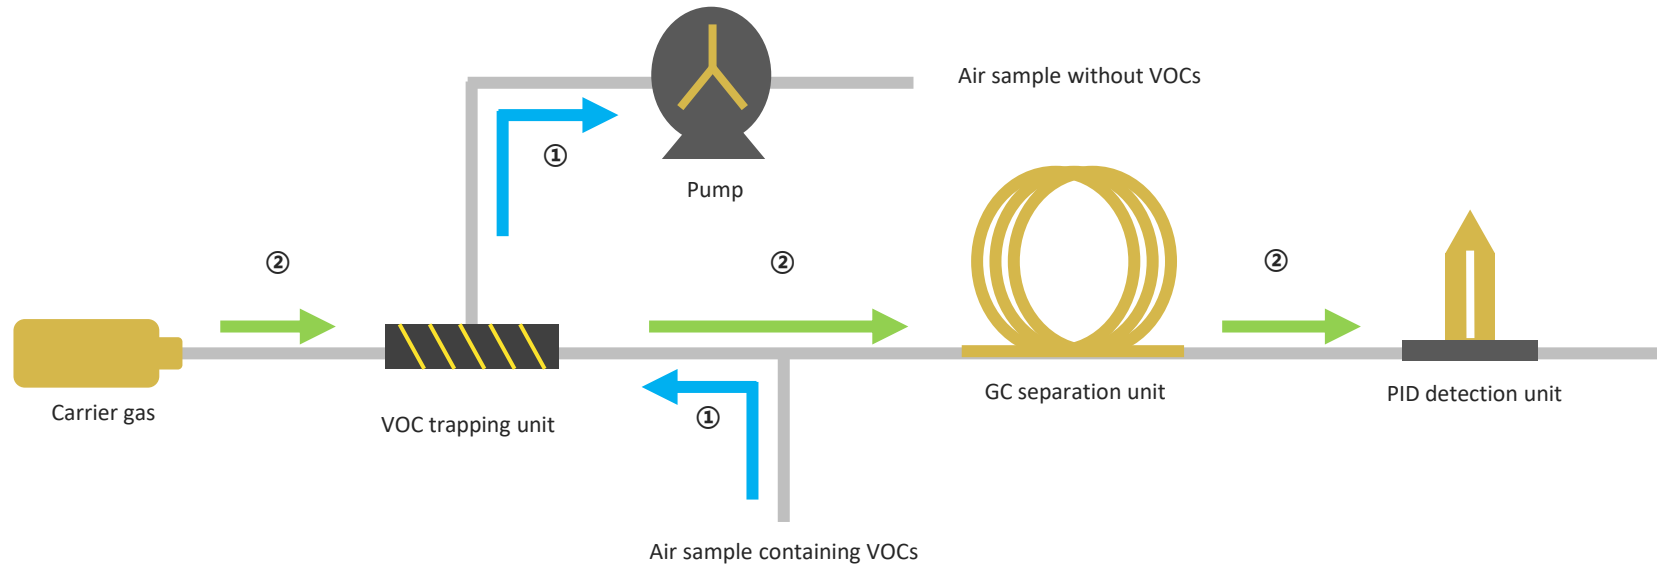 Air sample without VOCs
①
Pump
②
②
②
Carrier gas
VOC trapping unit
①
GC separation unit
PID detection unit
Air sample containing VOCs